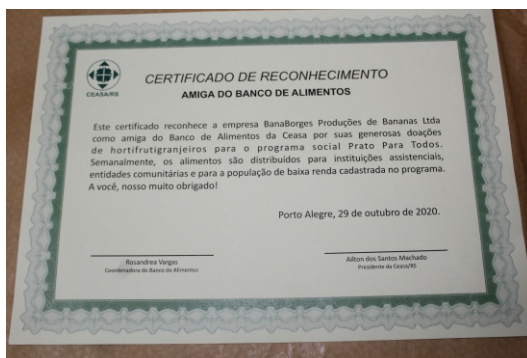 CEASA/RS
CERTIFICADO DE RECONHECIMENTO
AMIGA DO BANCO DE ALIMENTOS
Este certificado reconhece a empresa BanaBorges Produções de Bananas Ltda
como amiga do Banco de Alimentos da Ceasa por suas generosas doações
de hortifrutigranjeiros para o programa social Prato Para Todos.
Semanalmente, os alimentos são distribuídos para instituições assistenciais,
entidades comunitárias e para a população de baixa renda cadastrada no programa.
A você, nosso muito obrigado!
Porto Alegre, 29 de outubro de 2020.
Rosandrea Vargas
Coordenadora do Banco de Alimentos
Ailton dos Santos Machado
Presidente da Ceasa/RS